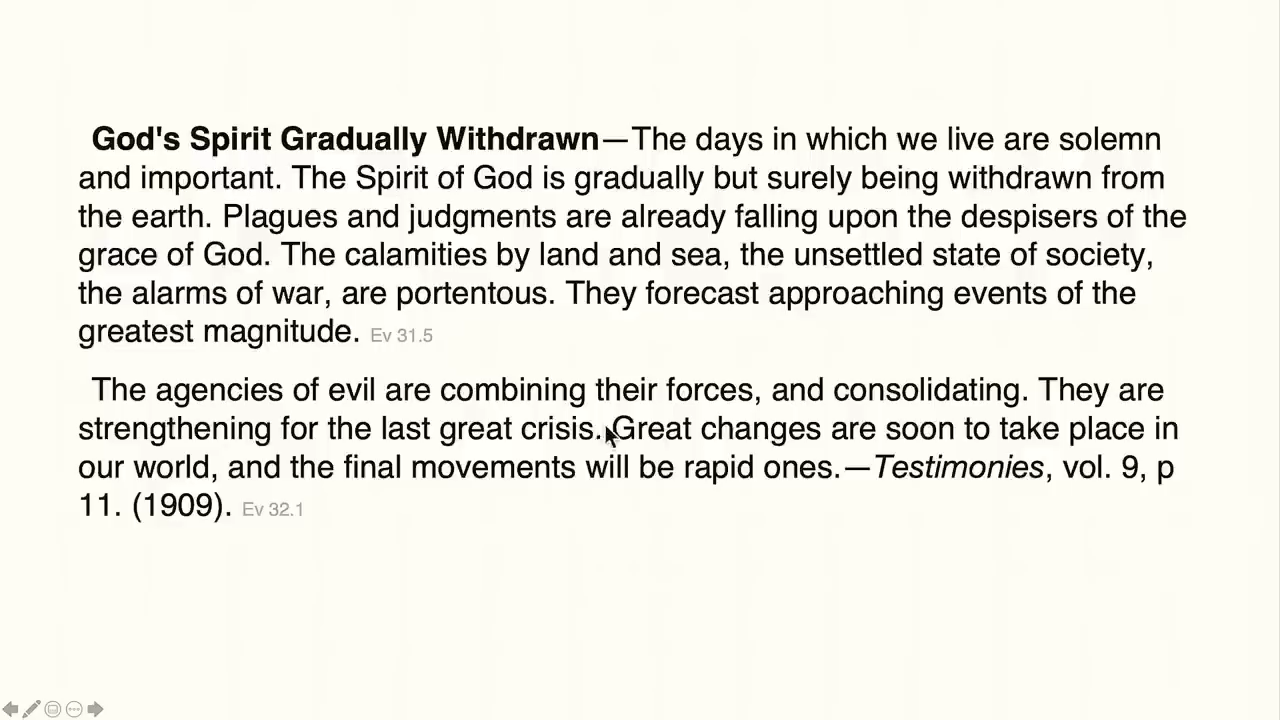 God's Spirit Gradually Withdrawn—The days in which we live are solemn
and important. The Spirit of God is gradually but surely being withdrawn from
the earth. Plagues and judgments are already falling upon the despisers of the
grace of God. The calamities by land and sea, the unsettled state of society,
the alarms of war, are portentous. They forecast approaching events of the
greatest magnitude. Ev 31.5
The agencies of evil are combining their forces, and consolidating. They are
strengthening for the last great crisis. Great changes are soon to take place in
our world, and the final movements will be rapid ones.—Testimonies, vol. 9, p
11. (1909). Ev 32.1